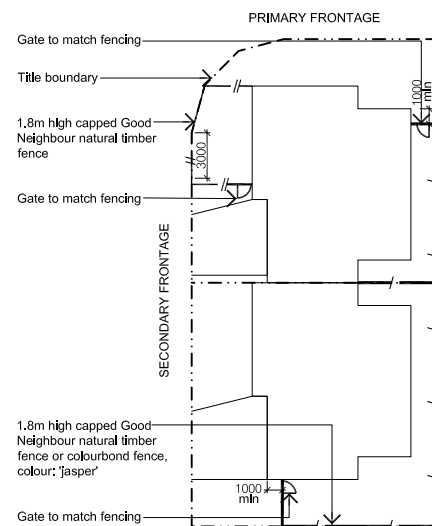 PRIMARY FRONTAGE
Gate to match fencing
Title boundary
1000
min
1.8m high capped Good
Neighbour natural timber
fence
3000
Gate to match fencing
SECONDARY FRONTAGE
1.8m high capped Good
Neighbour natural timber
fence or colourbond fence,
colour: 'jasper'
1000
min
Gate to match fencing